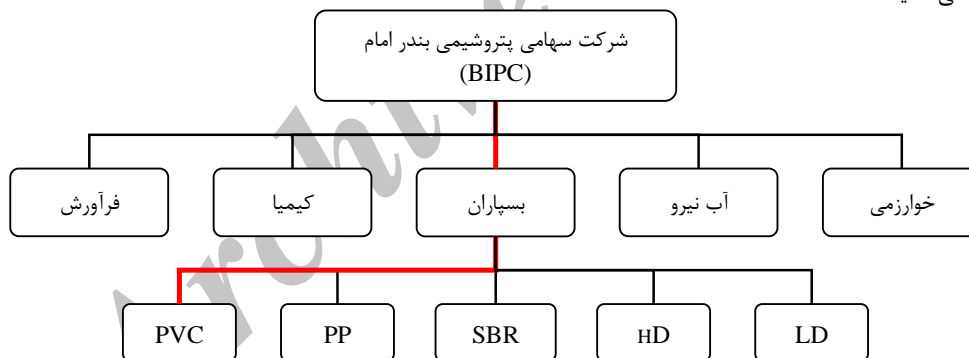 شرکت سهامی پتروشیمی بندر امام
(BIPC)
خوارزمی
آب نیرو
بسپاران
کیمیا
فرآورش
PVC
PP
SBR
HD
LD